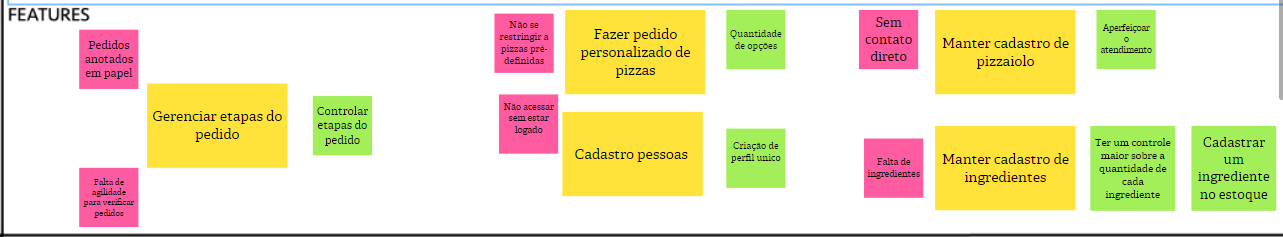 FEATURES
Pedidos
anotados
em papel
Gerenciar etapas do
pedido
Controlar
etapas do
pedido
Falta de
agilidade
para verificar
pedidos
Não se
restringir a
pizzas pré-
definidas
Fazer pedido
personalizado de
pizzas
Quantidade
de opções
Não acessar
sem estar
logado
Cadastro pessoas
Criação de
perfil unico
Sem
contato
direto
Manter cadastro de
pizzaiolo
Aperfeiçoar
o
atendimento
Falta de
ingredientes
Manter cadastro de
ingredientes
Ter um controle
maior sobre a
quantidade de
cada
ingrediente
Cadastrar
um
ingrediente
no estoque